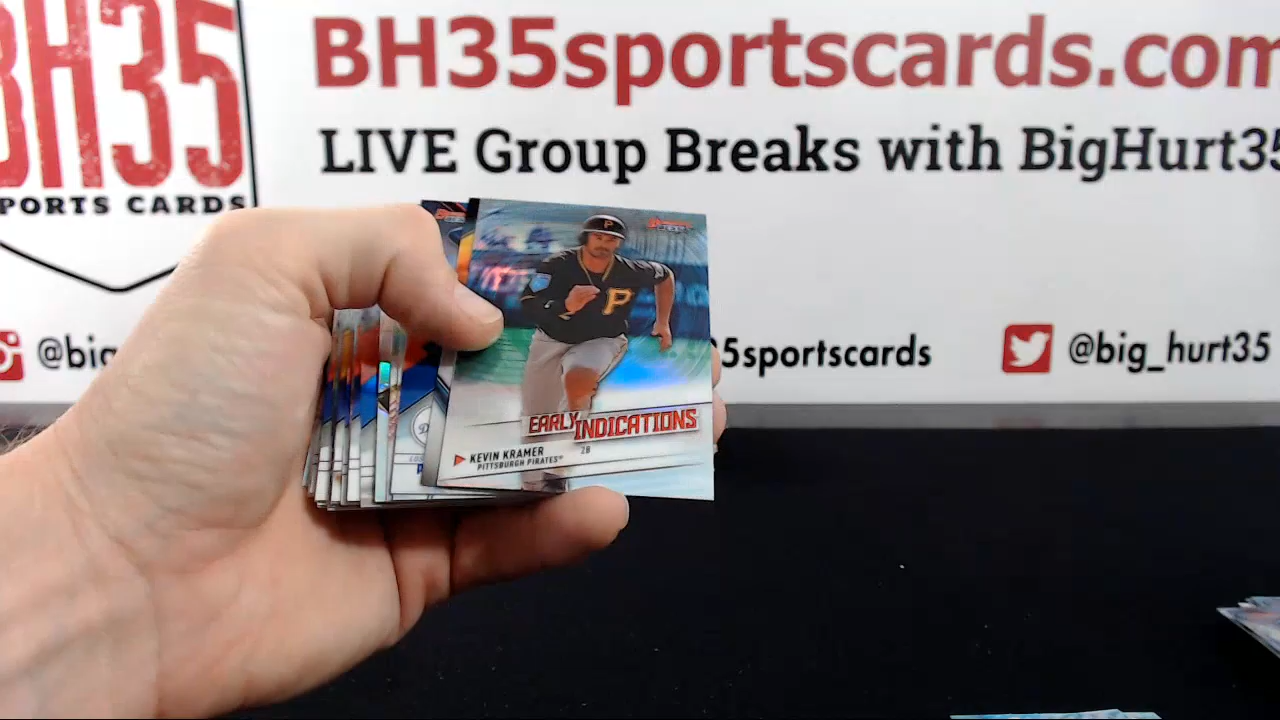 BH35
SPORTS CARDS
BH35sportscards.com
LIVE Group Breaks with BigHurt35
@big
35sportscards
@big_hurt35
P
P
EARLY INDICATIONS
KEVIN KRAMER 2B
PITTSBURGH PIRATES